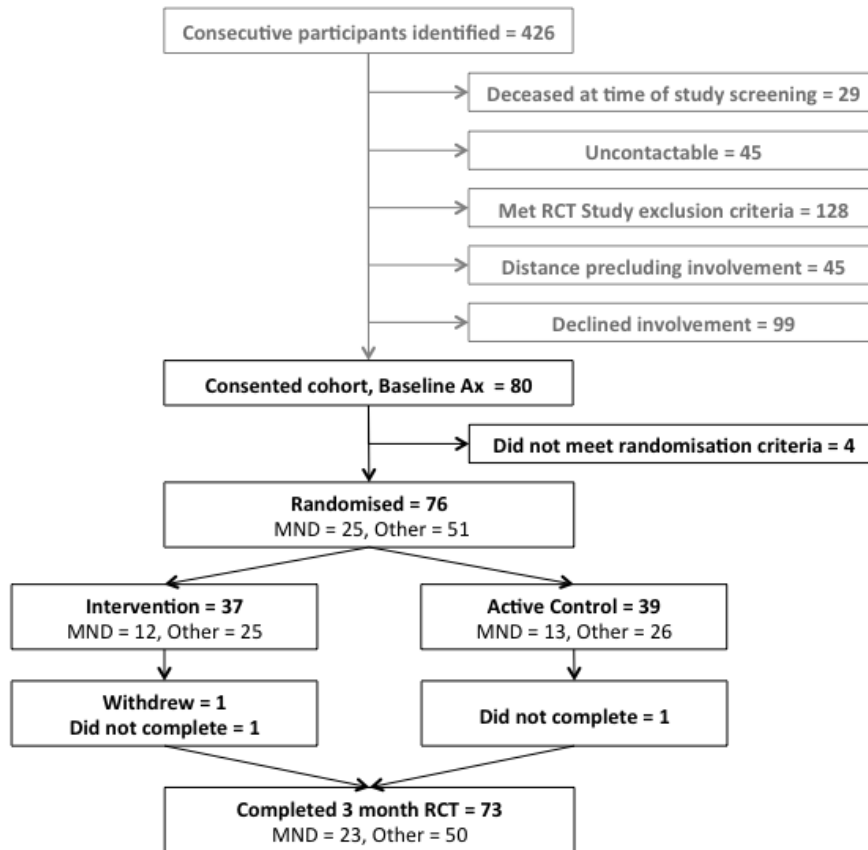 Consecutive participants identified = 426
Deceased at time of study screening = 29
Uncontactable = 45
Met RCT Study exclusion criteria = 128
Distance precluding involvement = 45
Declined involvement = 99
Consented cohort, Baseline Ax = 80
Did not meet randomisation criteria = 4
Randomised = 76
MND = 25, Other = 51
Intervention = 37
MND = 12, Other = 25
Active Control = 39
MND = 13, Other = 26
Withdrew = 1
Did not complete = 1
Did not complete = 1
Completed 3 month RCT = 73
MND = 23, Other = 50